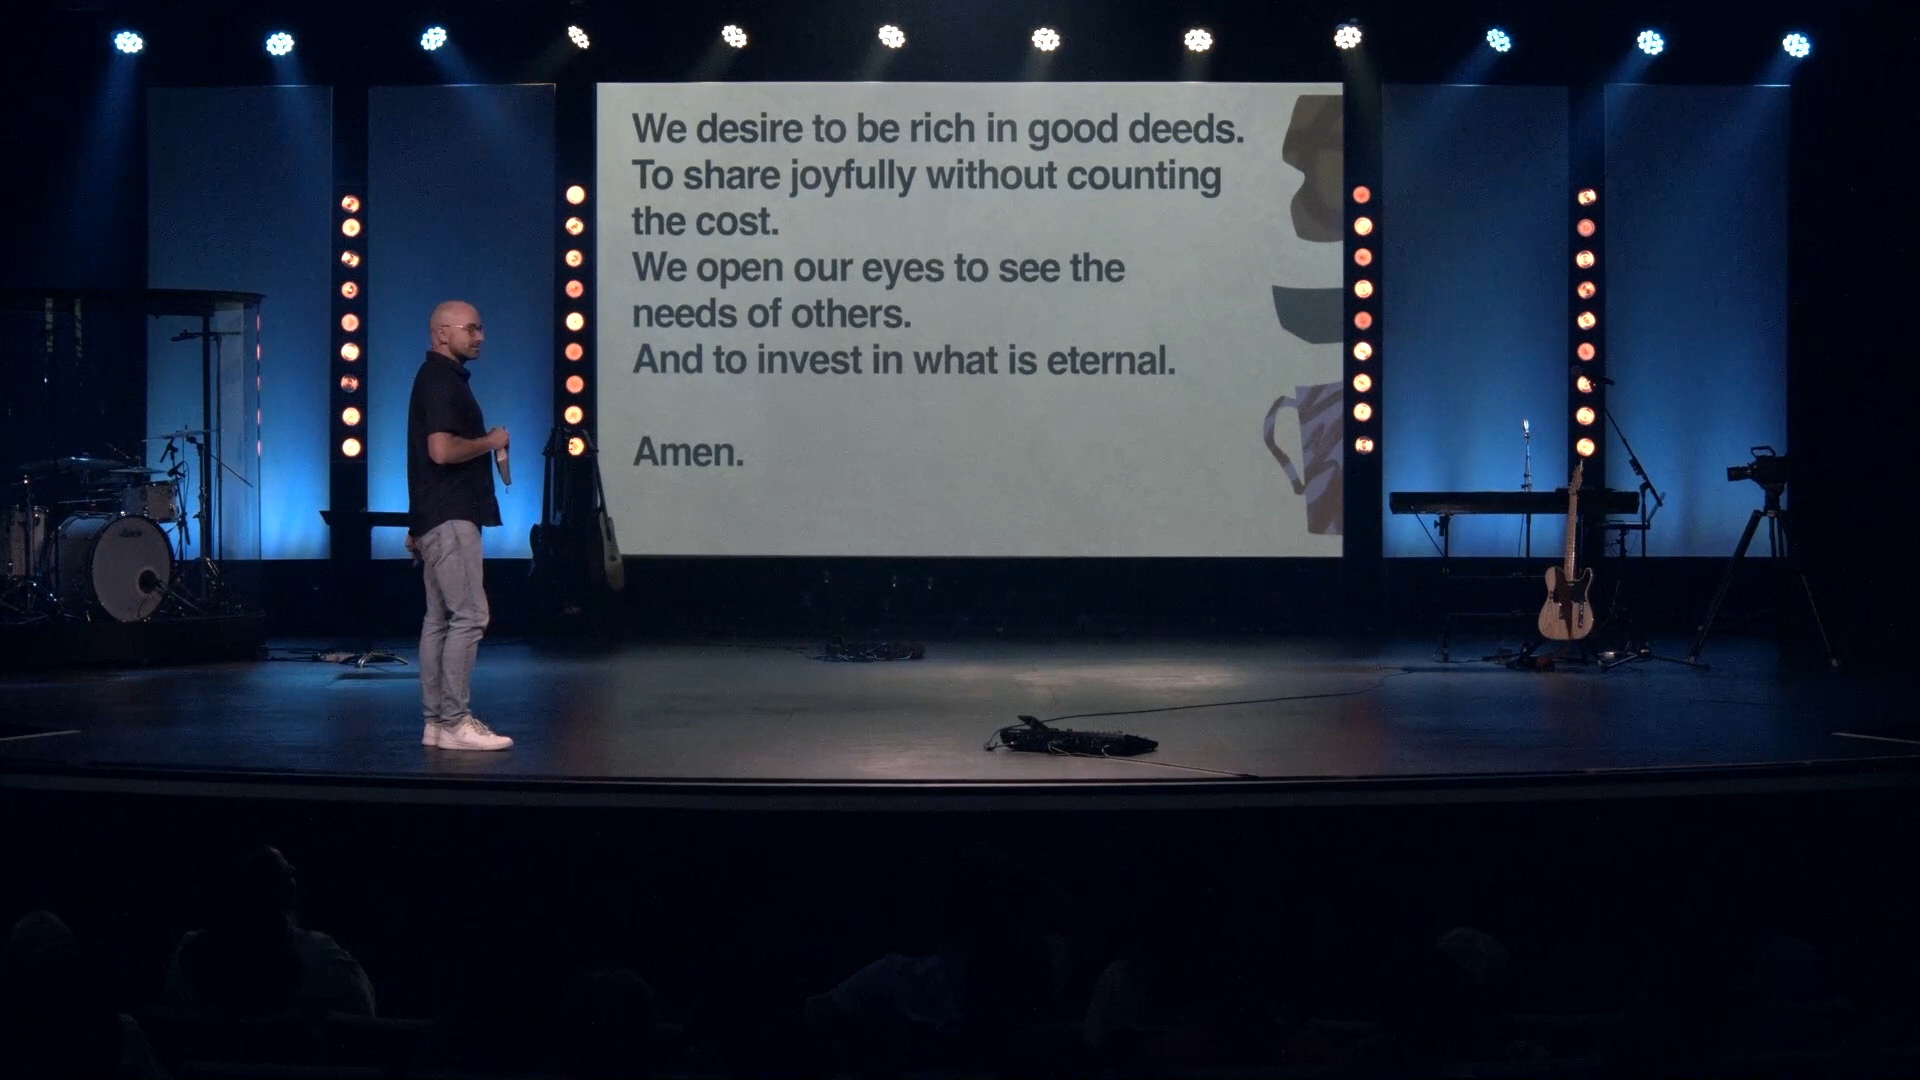 We desire to be rich in good deeds.
To share joyfully without counting
the cost.
We open our eyes to see the
needs of others.
And to invest in what is eternal.
Amen.